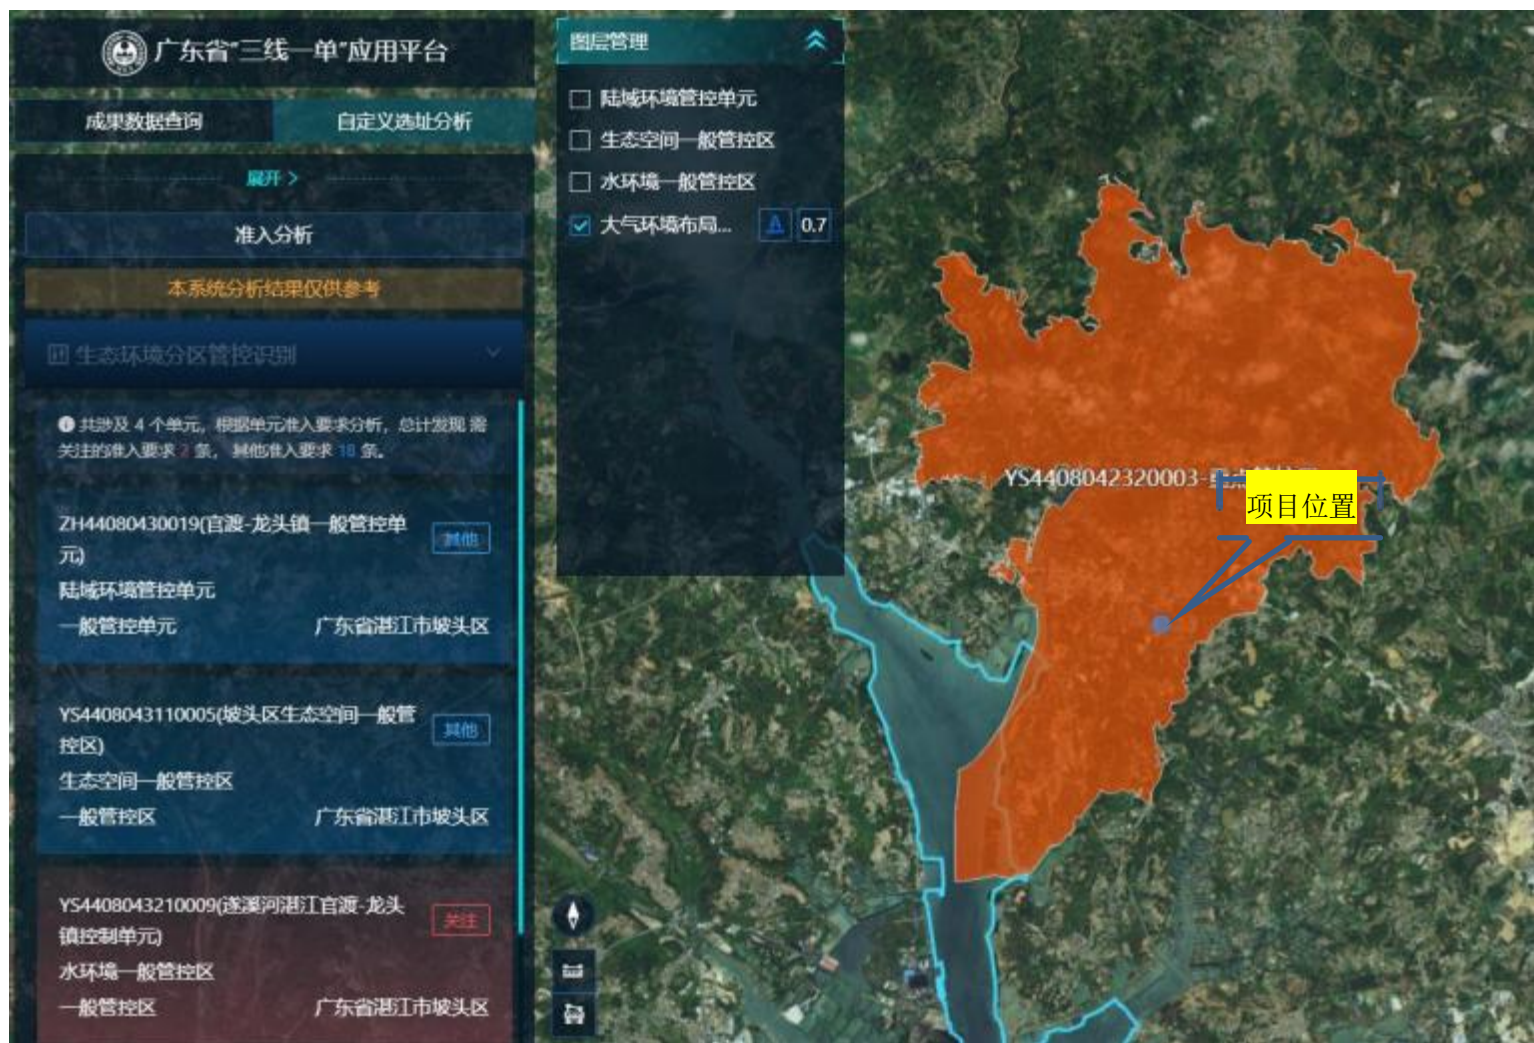 广东省“三线一单”应用平台
成果数据查询
自定义选址分析
展开 >
准入分析
本系统分析结果仅供参考
生态环境分区管控识别
共涉及 4 个单元，根据单元准入要求分析，总计发现 需
关注的准入要求 2 条， 其他准入要求 18 条。
ZH44080430019(官渡-龙头镇一般管控单
元)
其他
陆域环境管控单元
一般管控单元
广东省湛江市坡头区
YS4408043110005(坡头区生态空间一般管
控区)
其他
生态空间一般管控区
一般管控区
广东省湛江市坡头区
YS4408043210009(遂溪河湛江官渡-龙头
镇控制单元)
关注
水环境一般管控区
一般管控区
广东省湛江市坡头区
图层管理
陆域环境管控单元
生态空间一般管控区
水环境一般管控区
大气环境布局...
0.7
YS4408042320003-
项目位置